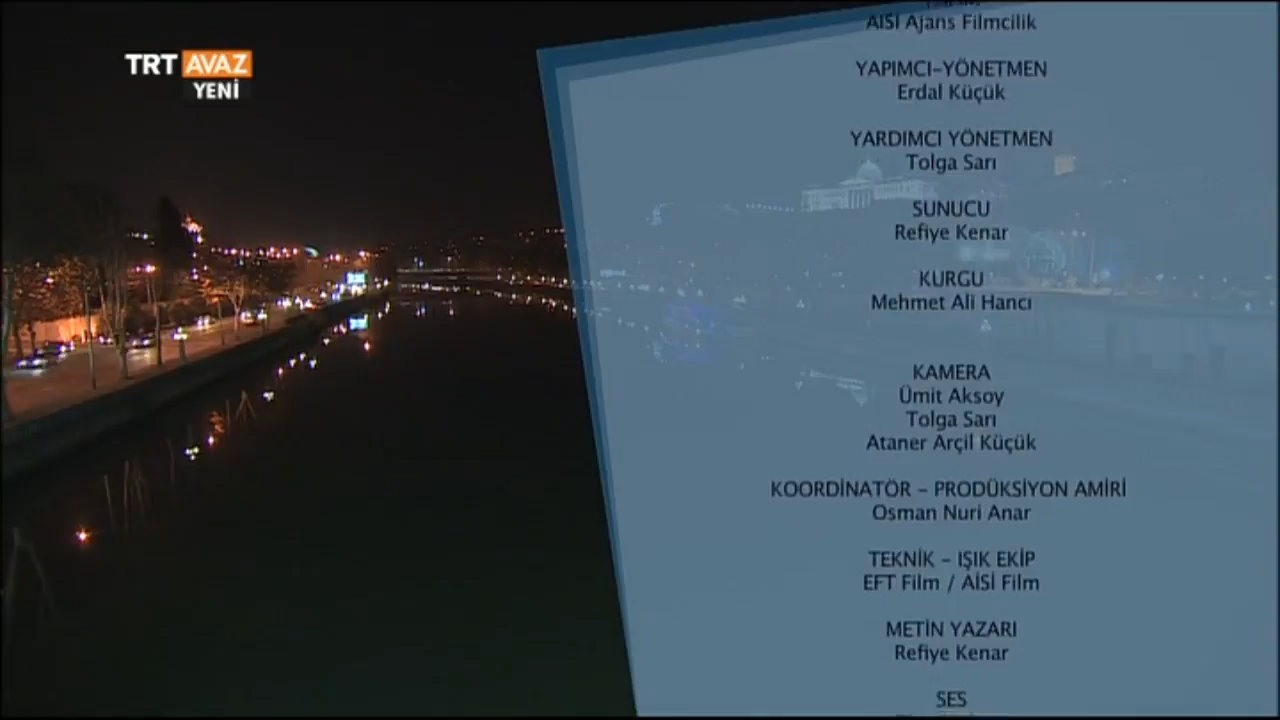 TRT AVAZ
YENİ
AİSİ Ajans Filmcilik
YAPIMCI-YÖNETMEN
Erdal Küçük
YARDIMCI YÖNETMEN
Tolga Sarı
SUNUCU
Refiye Kenar
KURGU
Mehmet Ali Hancı
KAMERA
Ümit Aksoy
Tolga Sarı
Ataner Arçil Küçük
KOORDİNATÖR - PRODÜKSİYON AMİRİ
Osman Nuri Anar
TEKNİK - IŞIK EKİP
EFT Film / AİSİ Film
METİN YAZARI
Refiye Kenar
SES